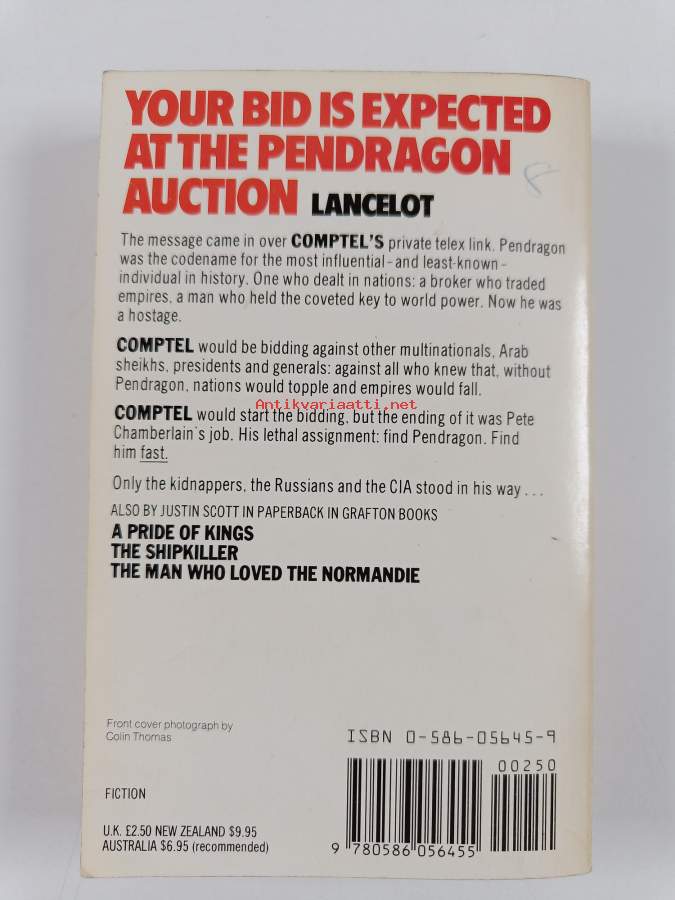 YOUR BID IS EXPECTED
AT THE PENDRAGON
AUCTION LANCELOT
8
The message came in over COMPTEL'S private telex link. Pendragon
was the codename for the most influential - and least-known -
individual in history. One who dealt in nations: a broker who traded
empires, a man who held the coveted key to world power. Now he was
a hostage.
COMPTEL would be bidding against other multinationals, Arab
sheikhs, presidents and generals: against all who knew that, without
Pendragon, nations would topple and empires would fall.
Antikvariaatti.net
COMPTEL would start the bidding, but the ending of it was Pete
Chamberlain's job. His lethal assignment: find Pendragon. Find
him fast.
Only the kidnappers, the Russians and the CIA stood in his way ...
ALSO BY JUSTIN SCOTT IN PAPERBACK IN GRAFTON BOOKS
A PRIDE OF KINGS
THE SHIPKILLER
THE MAN WHO LOVED THE NORMANDIE
Front cover photograph by
Colin Thomas
ISBN 0-586-05645-9
00250
FICTION
U.K. £2.50 NEW ZEALAND $9.95
AUSTRALIA $6.95 (recommended)
9 780586 056455